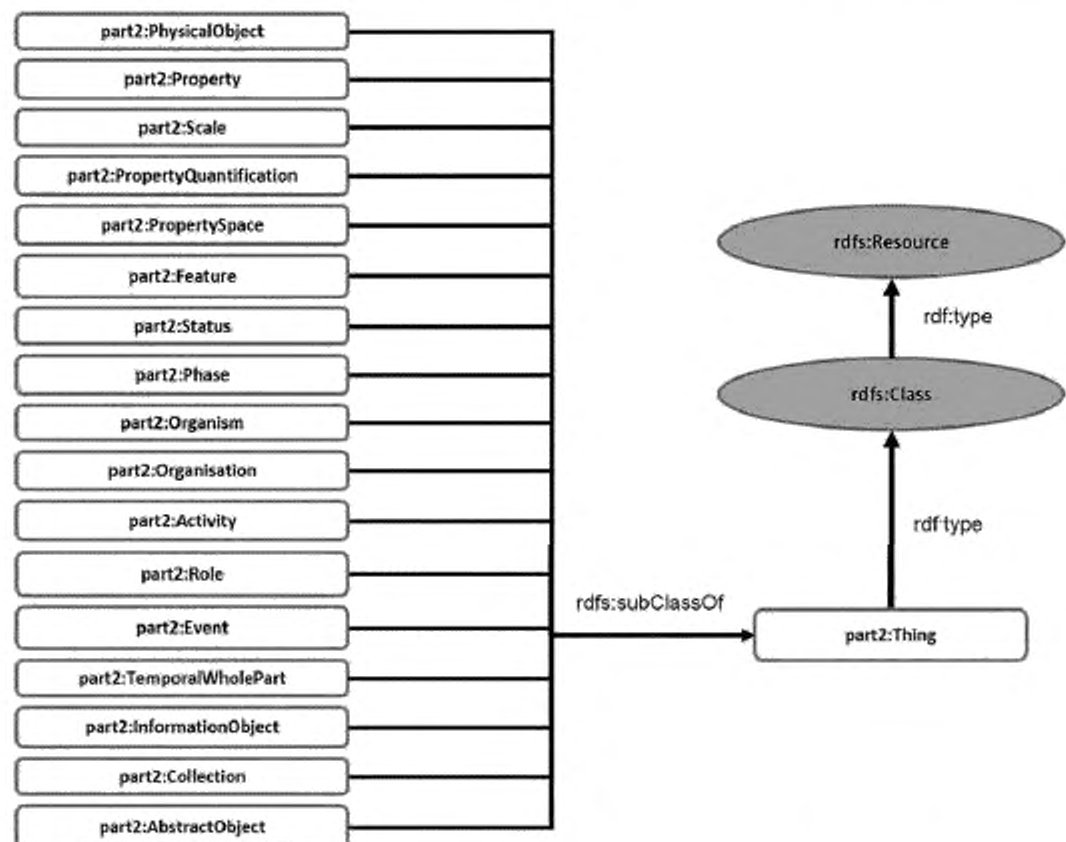 part2:PhysicalObject
part2:Property
part2:Scale
part2:PropertyQuantification
part2:PropertySpace
part2:Feature
part2:Status
part2:Phase
part2:Organism
part2:Organisation
part2:Activity
part2:Role
part2:Event
part2:TemporalWholePart
part2:InformationObject
part2:Collection
part2:AbstractObject
rdfs:subClassOf
rdfs:Resource
rdf:type
rdfs:Class
rdf type
part2:Thing